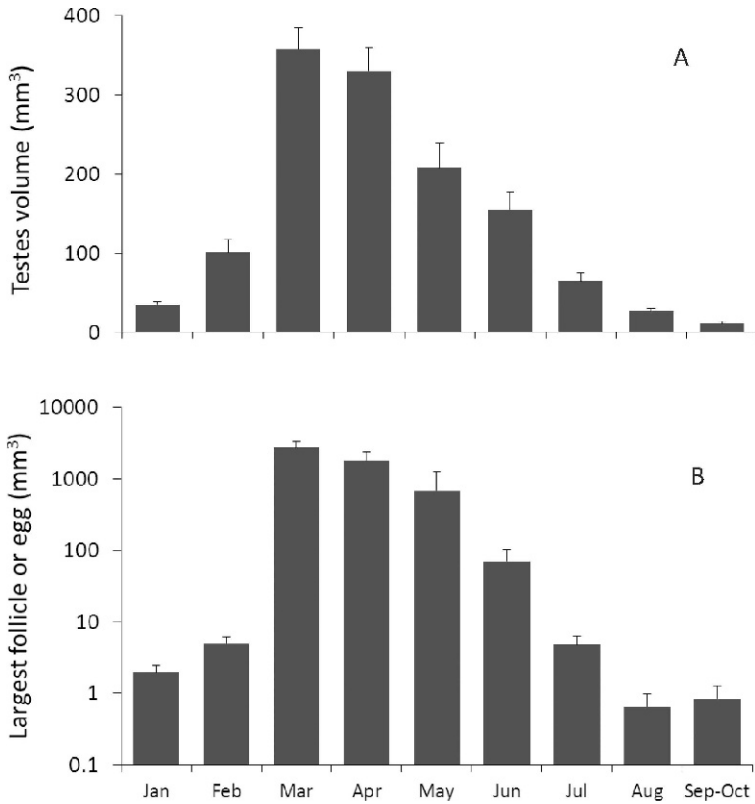 Testes volume (mm³)
400
300
200
100
0
A
Largest follicle or egg (mm³)
10000
1000
100
10
1
0.1
B
Jan Feb Mar Apr May Jun Jul Aug Sep-Oct